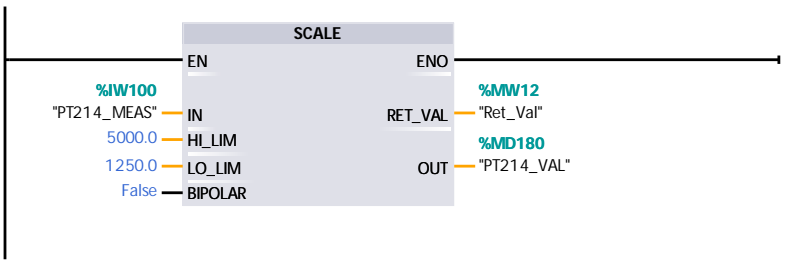 SCALE
EN ENO
%IW100 %MW12
"PT214_MEAS" IN RET_VAL "Ret_Val"
5000.0 HI_LIM %MD180
1250.0 LO_LIM OUT "PT214_VAL"
False BIPOLAR